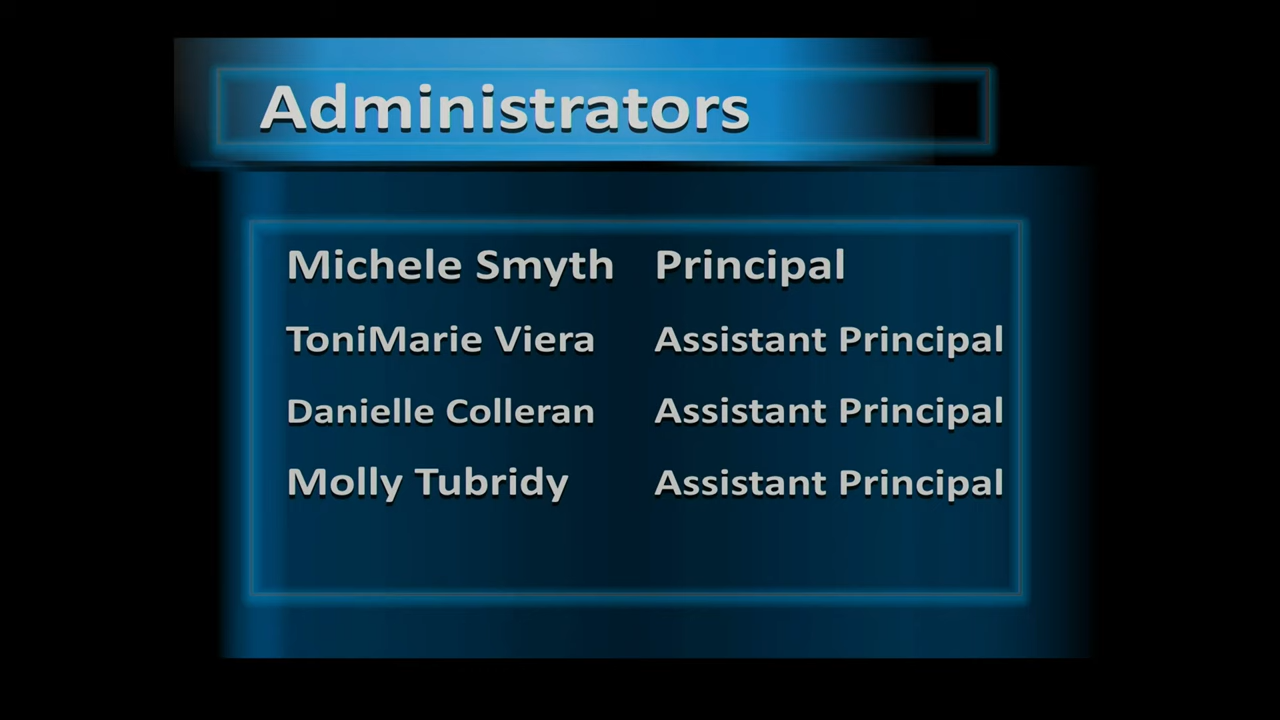 Administrators
Michele Smyth Principal
ToniMarie Viera Assistant Principal
Danielle Colleran Assistant Principal
Molly Tubridy Assistant Principal